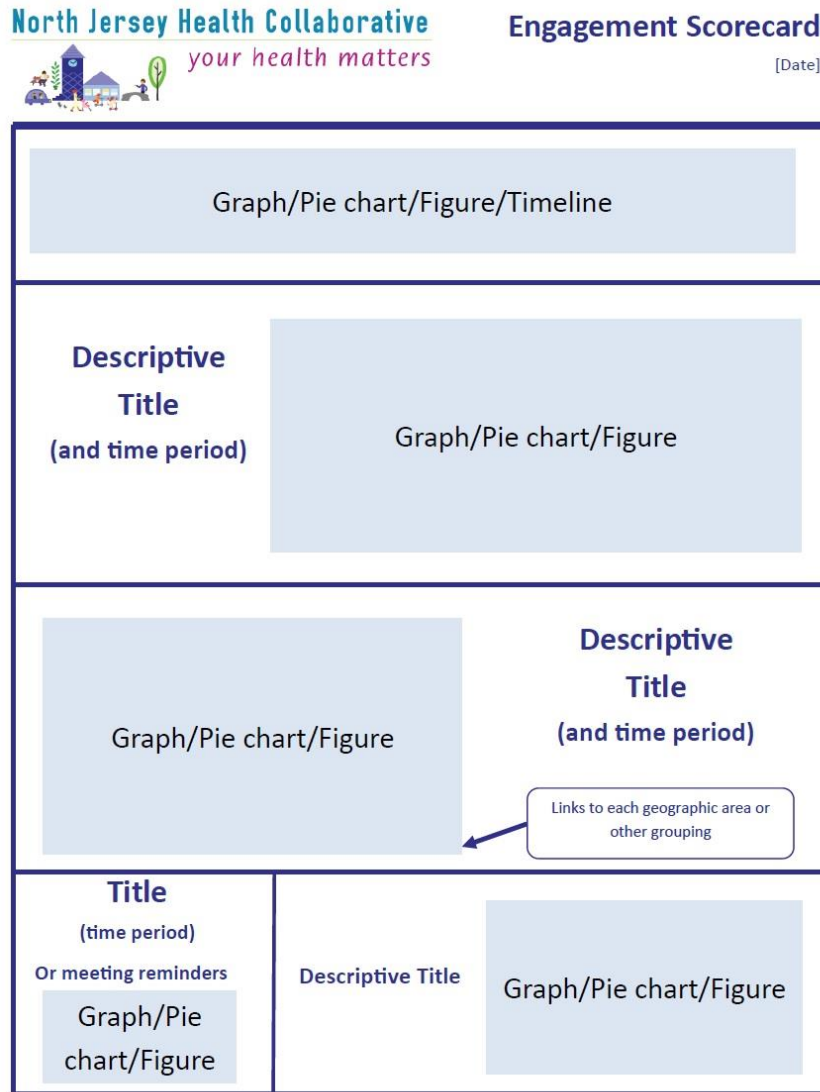 North Jersey Health Collaborative
your health matters
Engagement Scorecard
[Date]
Graph/Pie chart/Figure/Timeline
Descriptive
Title
(and time period)
Graph/Pie chart/Figure
Graph/Pie chart/Figure
Descriptive
Title
(and time period)
Links to each geographic area or
other grouping
Title
(time period)
Or meeting reminders
Graph/Pie
chart/Figure
Descriptive Title
Graph/Pie chart/Figure